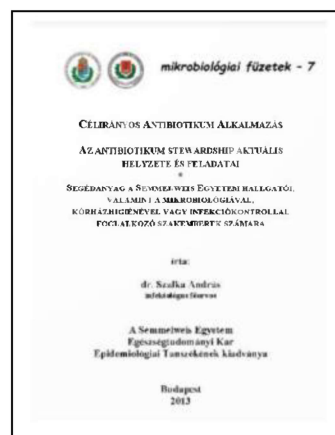 mikrobiológiai füzetek - 7
CÉLIRÁNYOS ANTIBIOTIKUM ALKALMAZÁS
AZ ANTIBIOTIKUM STEWARDSHIP AKTUÁLIS
HELYZETE ÉS FELADATAI
*
SEGÉDANYAG A SEMMELWEIS EGYETEM HALLGATÓI,
VALAMINT A MIKROBIOLÓGIÁVAL,
KÓRHÁZHIGIÉNÉVEL VAGY INFEKCIÓKONTROLLAL
FOGLALKOZÓ SZAKEMBEREK SZÁMÁRA
írta:
dr. Szalka András
infektológus főorvos
A Semmelweis Egyetem
Egészségtudományi Kar
Epidemiológiai Tanszékének kiadványa
Budapest
2013